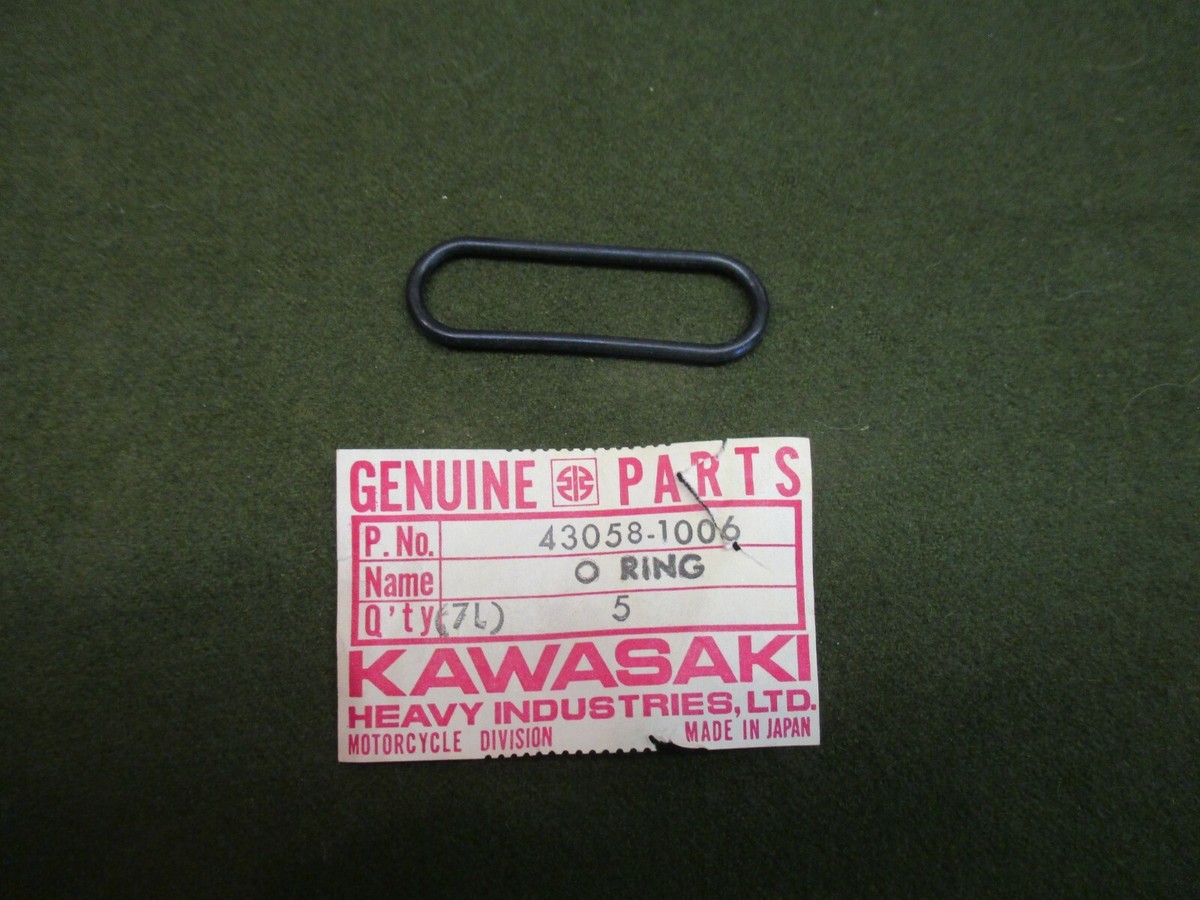 GENUINE PARTS
P. No. 43058-1006
Name O RING
Q'ty (7L) 5
KAWASAKI
HEAVY INDUSTRIES, LTD.
MOTORCYCLE DIVISION MADE IN JAPAN